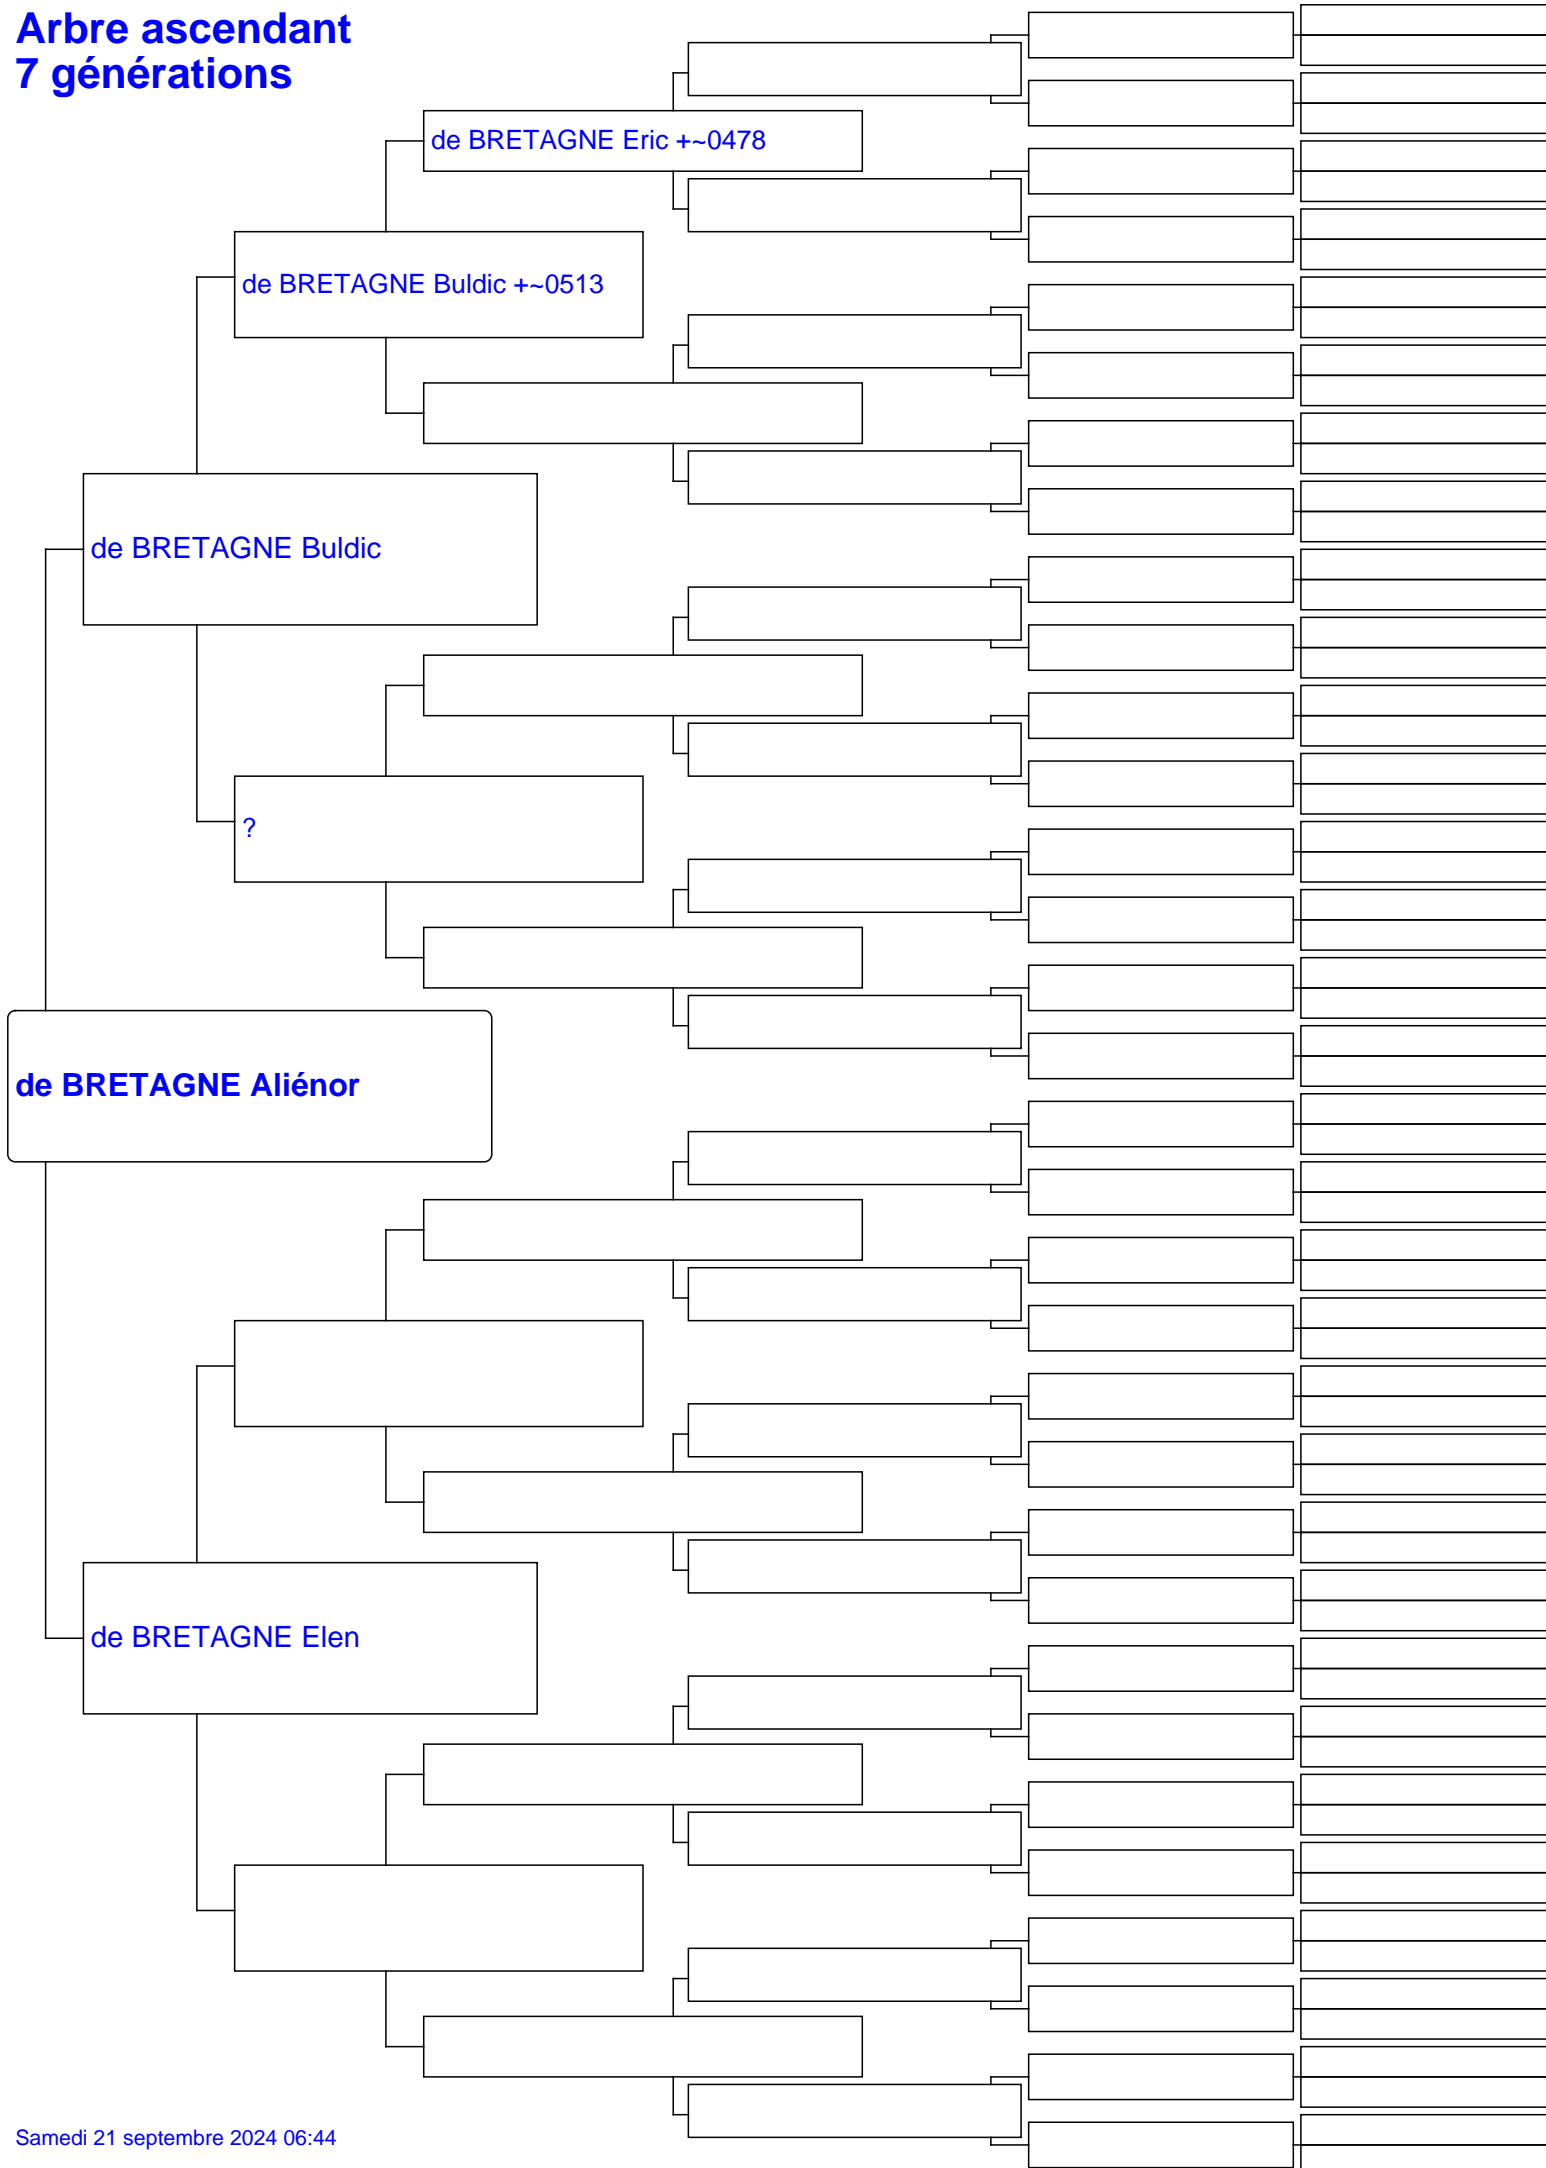 Arbre ascendant
7 générations
de BRETAGNE Eric +~0478
de BRETAGNE Buldic +~0513
de BRETAGNE Buldic
?
de BRETAGNE Aliénor
de BRETAGNE Elen
Samedi 21 septembre 2024 06:44